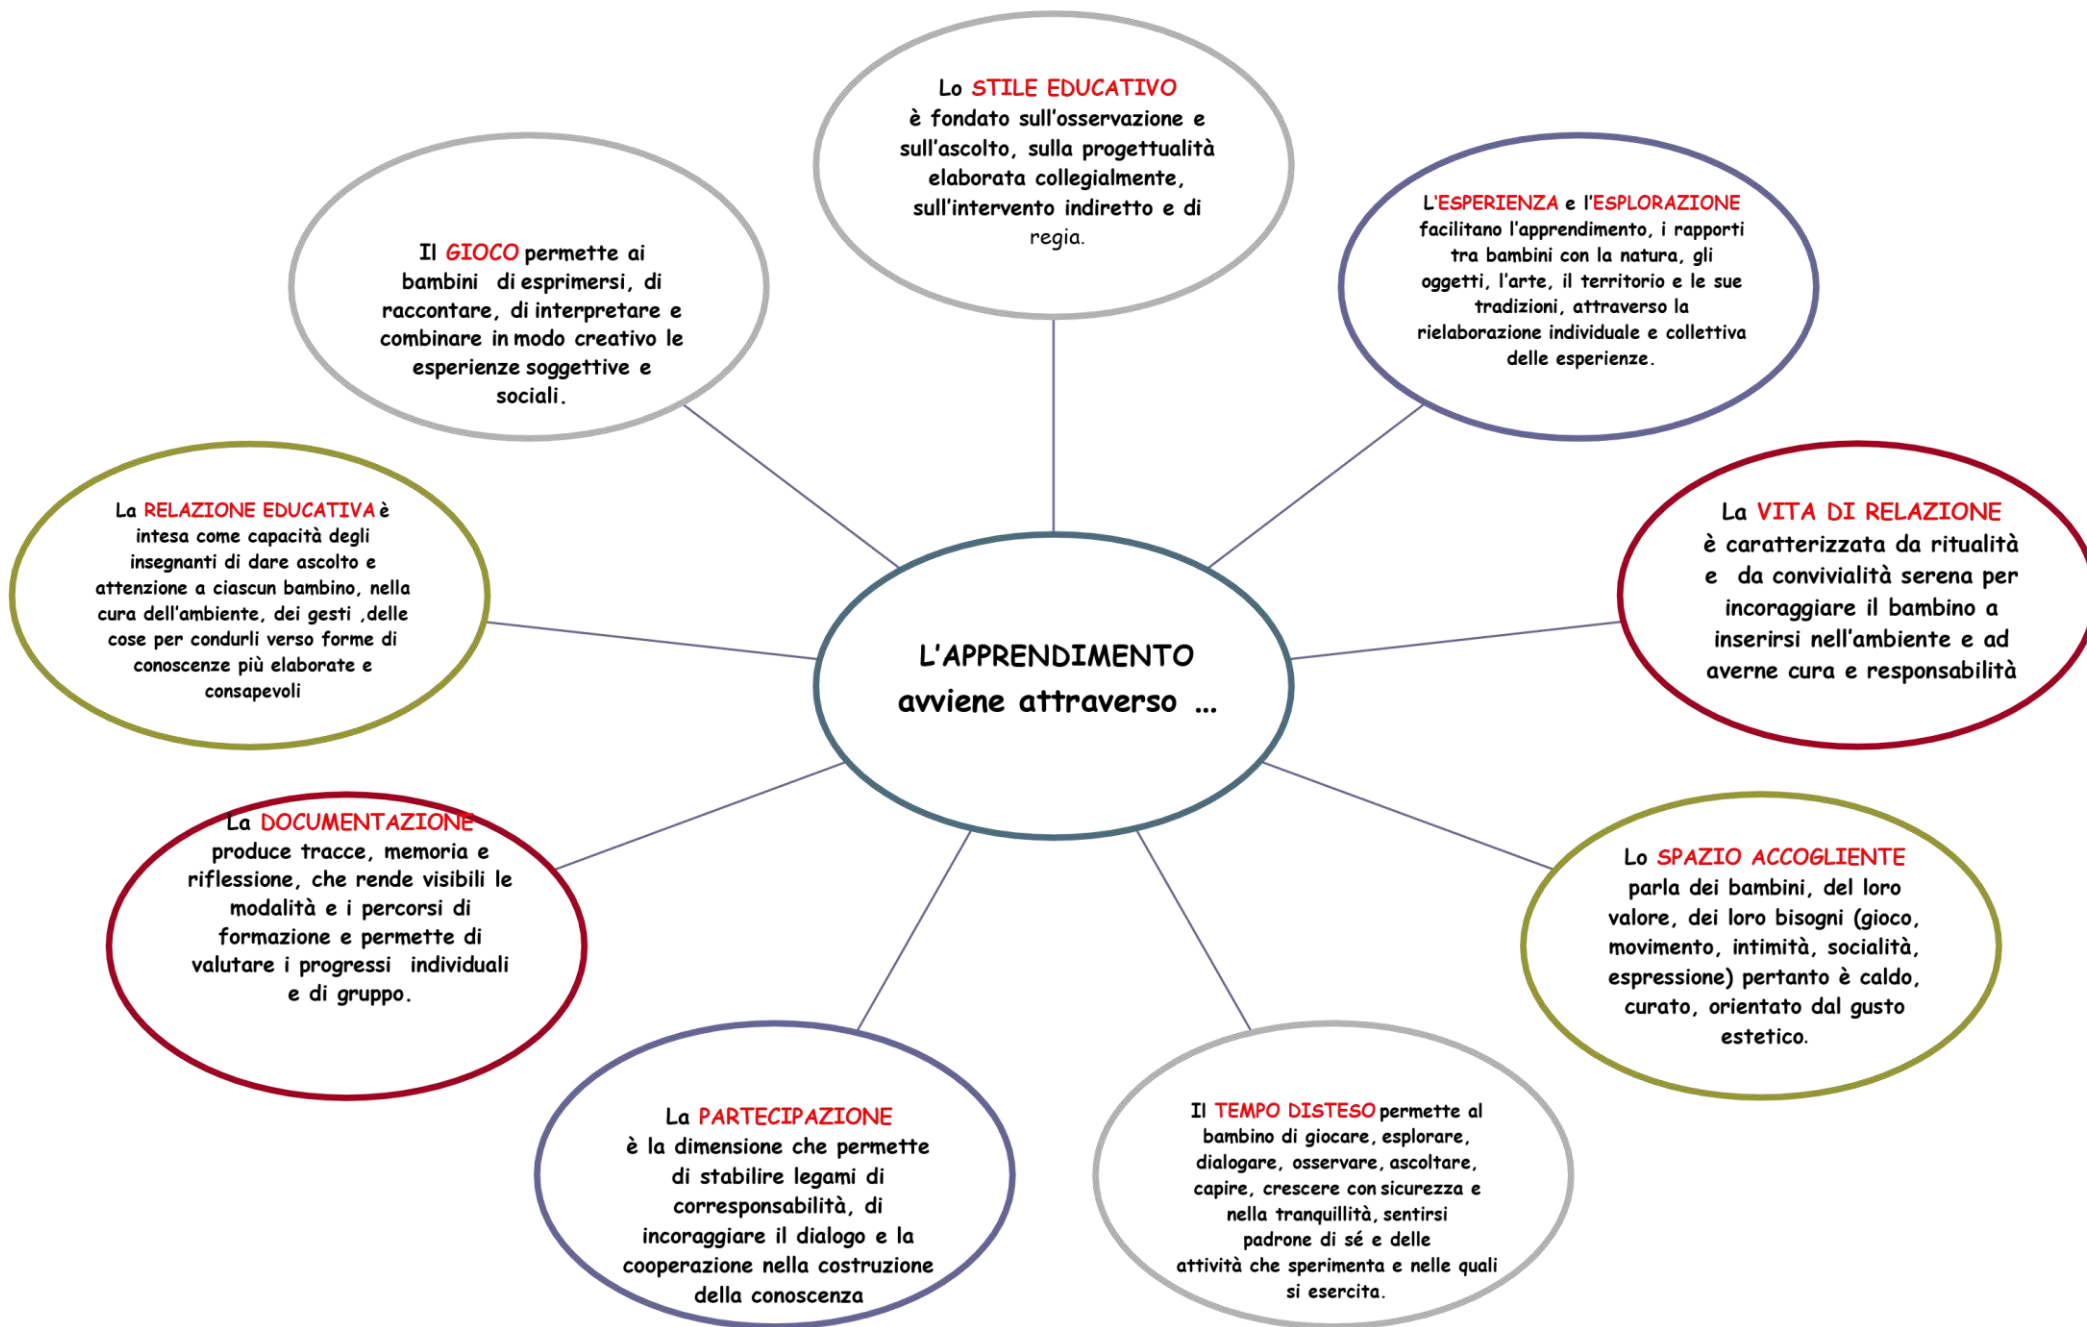 Lo STILE EDUCATIVO
è fondato sull'osservazione e
sull'ascolto, sulla progettualità
elaborata collegialmente,
sull'intervento indiretto e di
regia.
L'ESPERIENZA e l'ESPLORAZIONE
facilitano l'apprendimento, i rapporti
tra bambini con la natura, gli
oggetti, l'arte, il territorio e le sue
tradizioni, attraverso la
rielaborazione individuale e collettiva
delle esperienze.
Il GIOCO permette ai
bambini di esprimersi, di
raccontare, di interpretare e
combinare in modo creativo le
esperienze soggettive e
sociali.
La RELAZIONE EDUCATIVA è
intesa come capacità degli
insegnanti di dare ascolto e
attenzione a ciascun bambino, nella
cura dell'ambiente, dei gesti ,delle
cose per condurli verso forme di
conoscenze più elaborate e
consapevoli
La VITA DI RELAZIONE
è caratterizzata da ritualità
e da convivialità serena per
incoraggiare il bambino a
inserirsi nell'ambiente e ad
averne cura e responsabilità
L'APPRENDIMENTO
avviene attraverso ...
La DOCUMENTAZIONE
produce tracce, memoria e
riflessione, che rende visibili le
modalità e i percorsi di
formazione e permette di
valutare i progressi individuali
e di gruppo.
Lo SPAZIO ACCOGLIENTE
parla dei bambini, del loro
valore, dei loro bisogni (gioco,
movimento, intimità, socialità,
espressione) pertanto è caldo,
curato, orientato dal gusto
estetico.
La PARTECIPAZIONE
è la dimensione che permette
di stabilire legami di
corresponsabilità, di
incoraggiare il dialogo e la
cooperazione nella costruzione
della conoscenza
Il TEMPO DISTESO permette al
bambino di giocare, esplorare,
dialogare, osservare, ascoltare,
capire, crescere con sicurezza e
nella tranquillità, sentirsi
padrone di sé e delle
attività che sperimenta e nelle quali
si esercita.